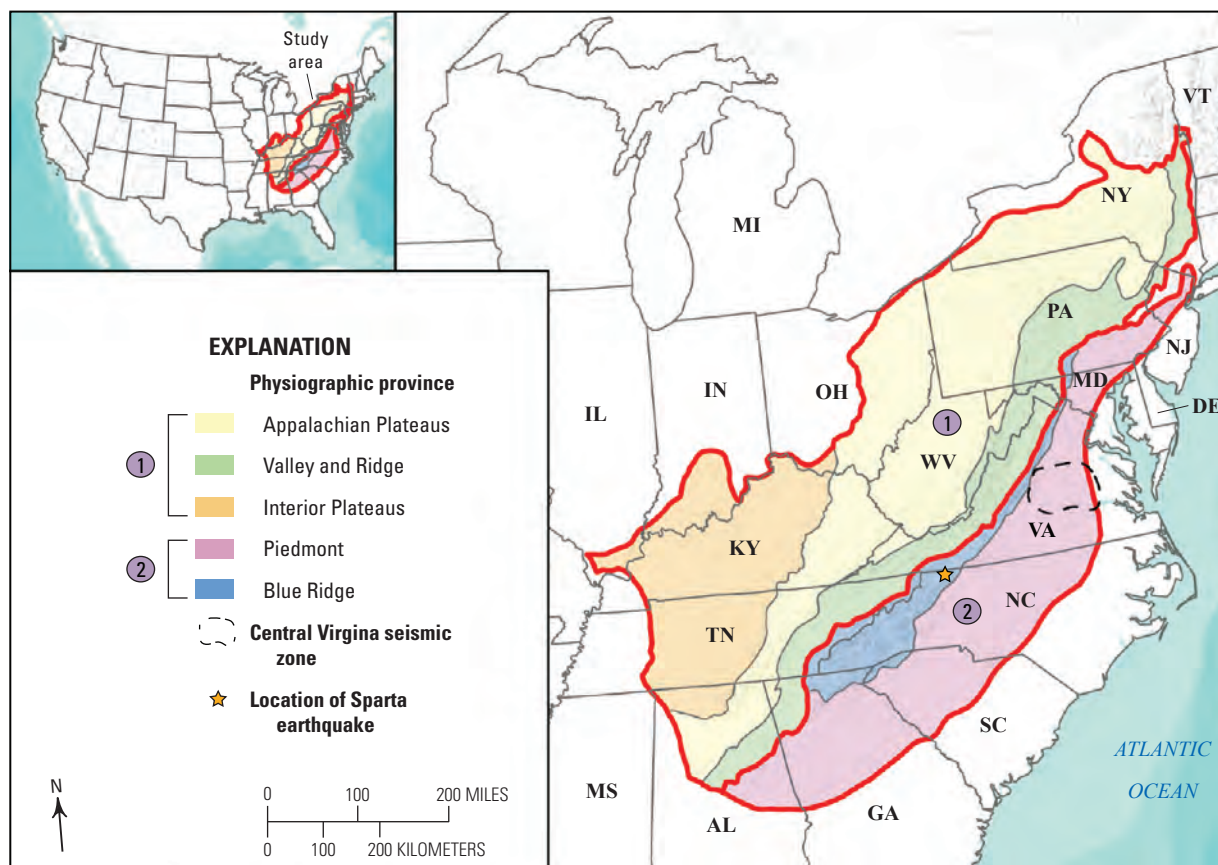 Study
area
EXPLANATION
Physiographic province
1
Appalachian Plateaus
Valley and Ridge
Interior Plateaus
2
Piedmont
Blue Ridge
Central Virgina seismic
zone
Location of Sparta
earthquake
N
0 100 200 MILES
0 100 200 KILOMETERS
VT
NY
MI
PA
NJ
MD
DE
OH
IN
IL
1
WV
VA
KY
NC
2
TN
SC
MS
AL
GA
ATLANTIC
OCEAN